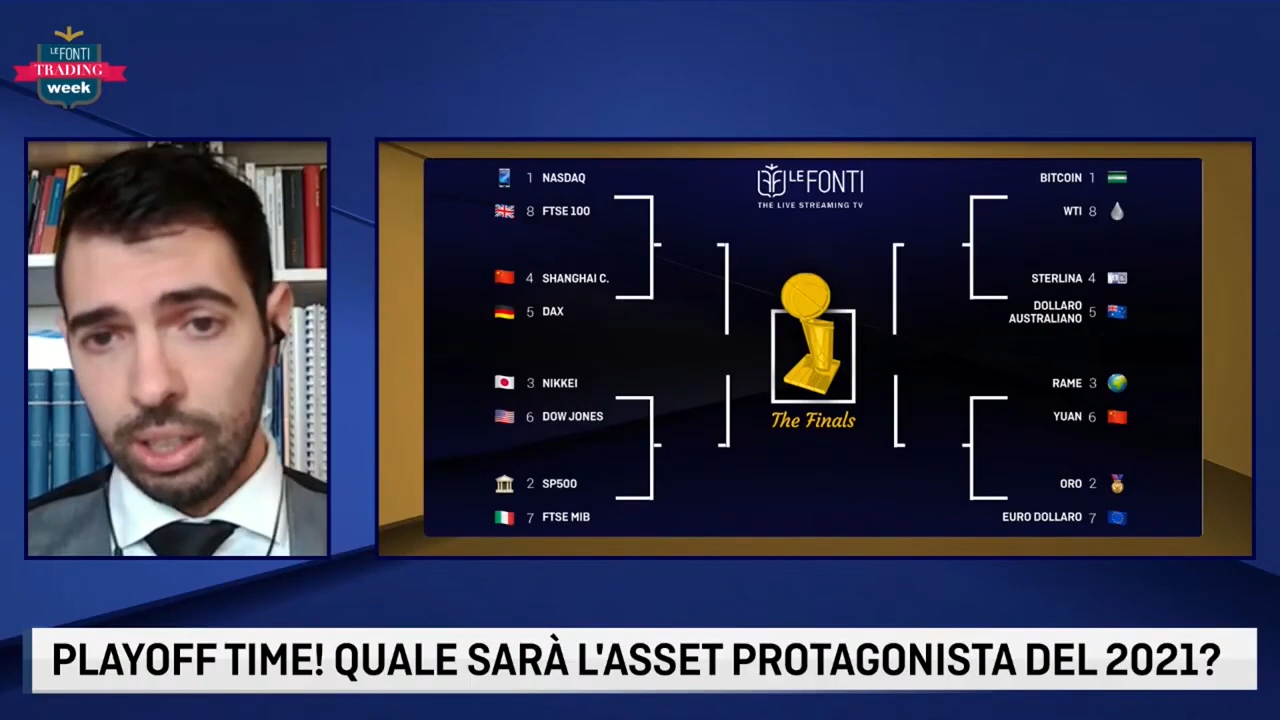 LE FONTI
TRADING
week
LE FONTI
THE LIVE STREAMING TV
1 NASDAQ
8 FTSE 100
4 SHANGHAI C.
5 DAX
3 NIKKEI
6 DOW JONES
2 SP500
7 FTSE MIB
The Finals
BITCOIN 1
WTI 8
STERLINA 4
DOLLARO
AUSTRALIANO 5
RAME 3
YUAN 6
ORO 2
EURO DOLLARO 7
PLAYOFF TIME! QUALE SARÀ L'ASSET PROTAGONISTA DEL 2021?